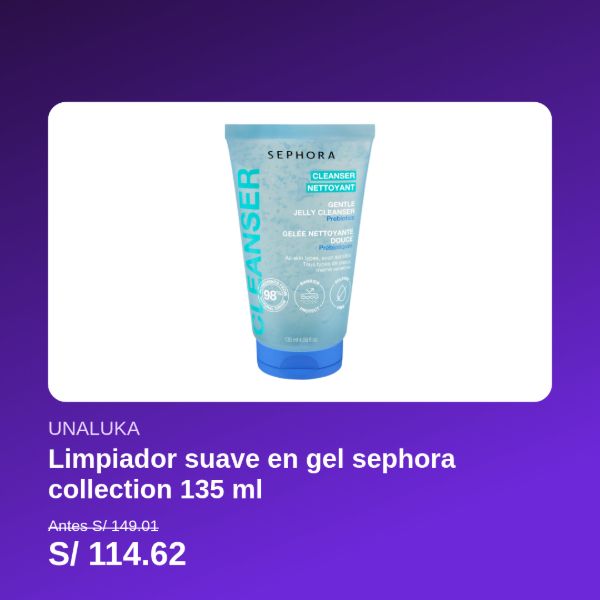 SEPHORA
CLEANSER
CLEANSER
NETTOYANT
GENTLE
JELLY CLEANSER
Prebiotics
GELÉE NETTOYANTE
DOUCE
98%
UNALUKA
Limpiador suave en gel sephora
collection 135 ml
Antes S/ 149.01
S/ 114.62